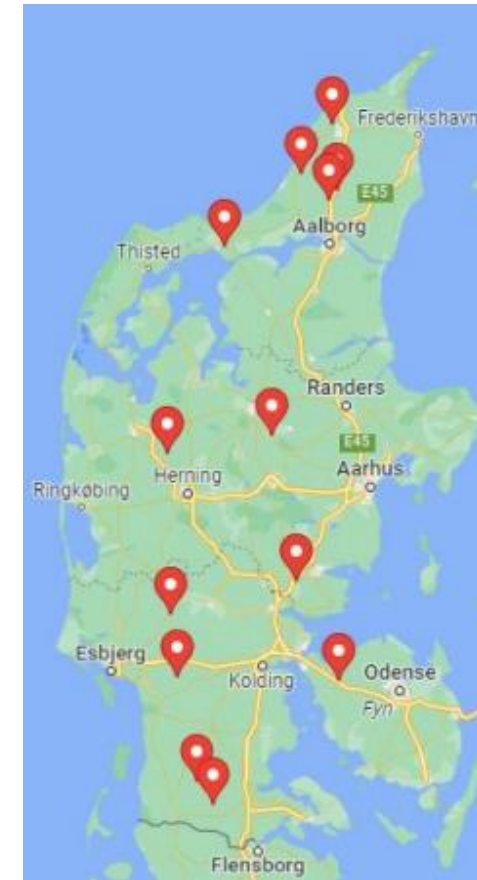 Frederikshavn
E45
Aalborg
Thisted
Randers
E45
Aarhus
Herning
Ringkøbing
Esbjerg
Kolding
Odense
Fyn
Flensborg